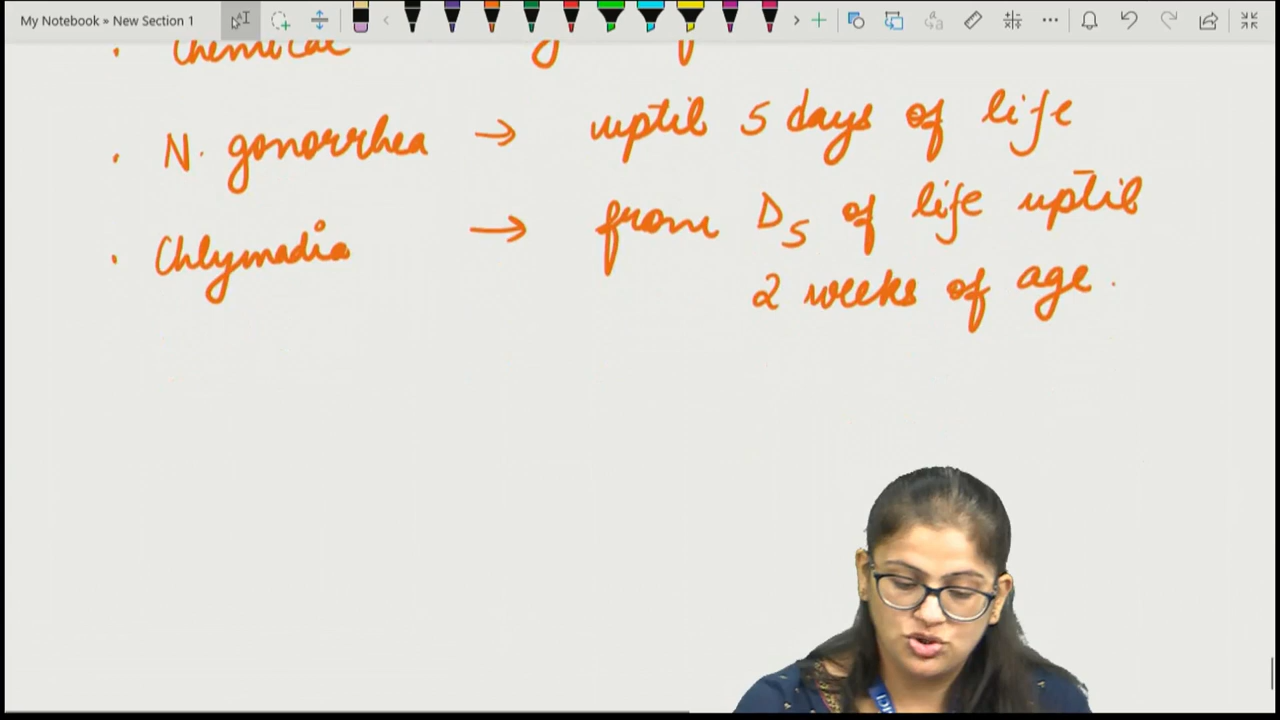 My Notebook » New Section 1
· Chemical
· N. gonorrhea → uptil 5 days of life
· Chlymadia → from D5 of life uptil
2 weeks of age.